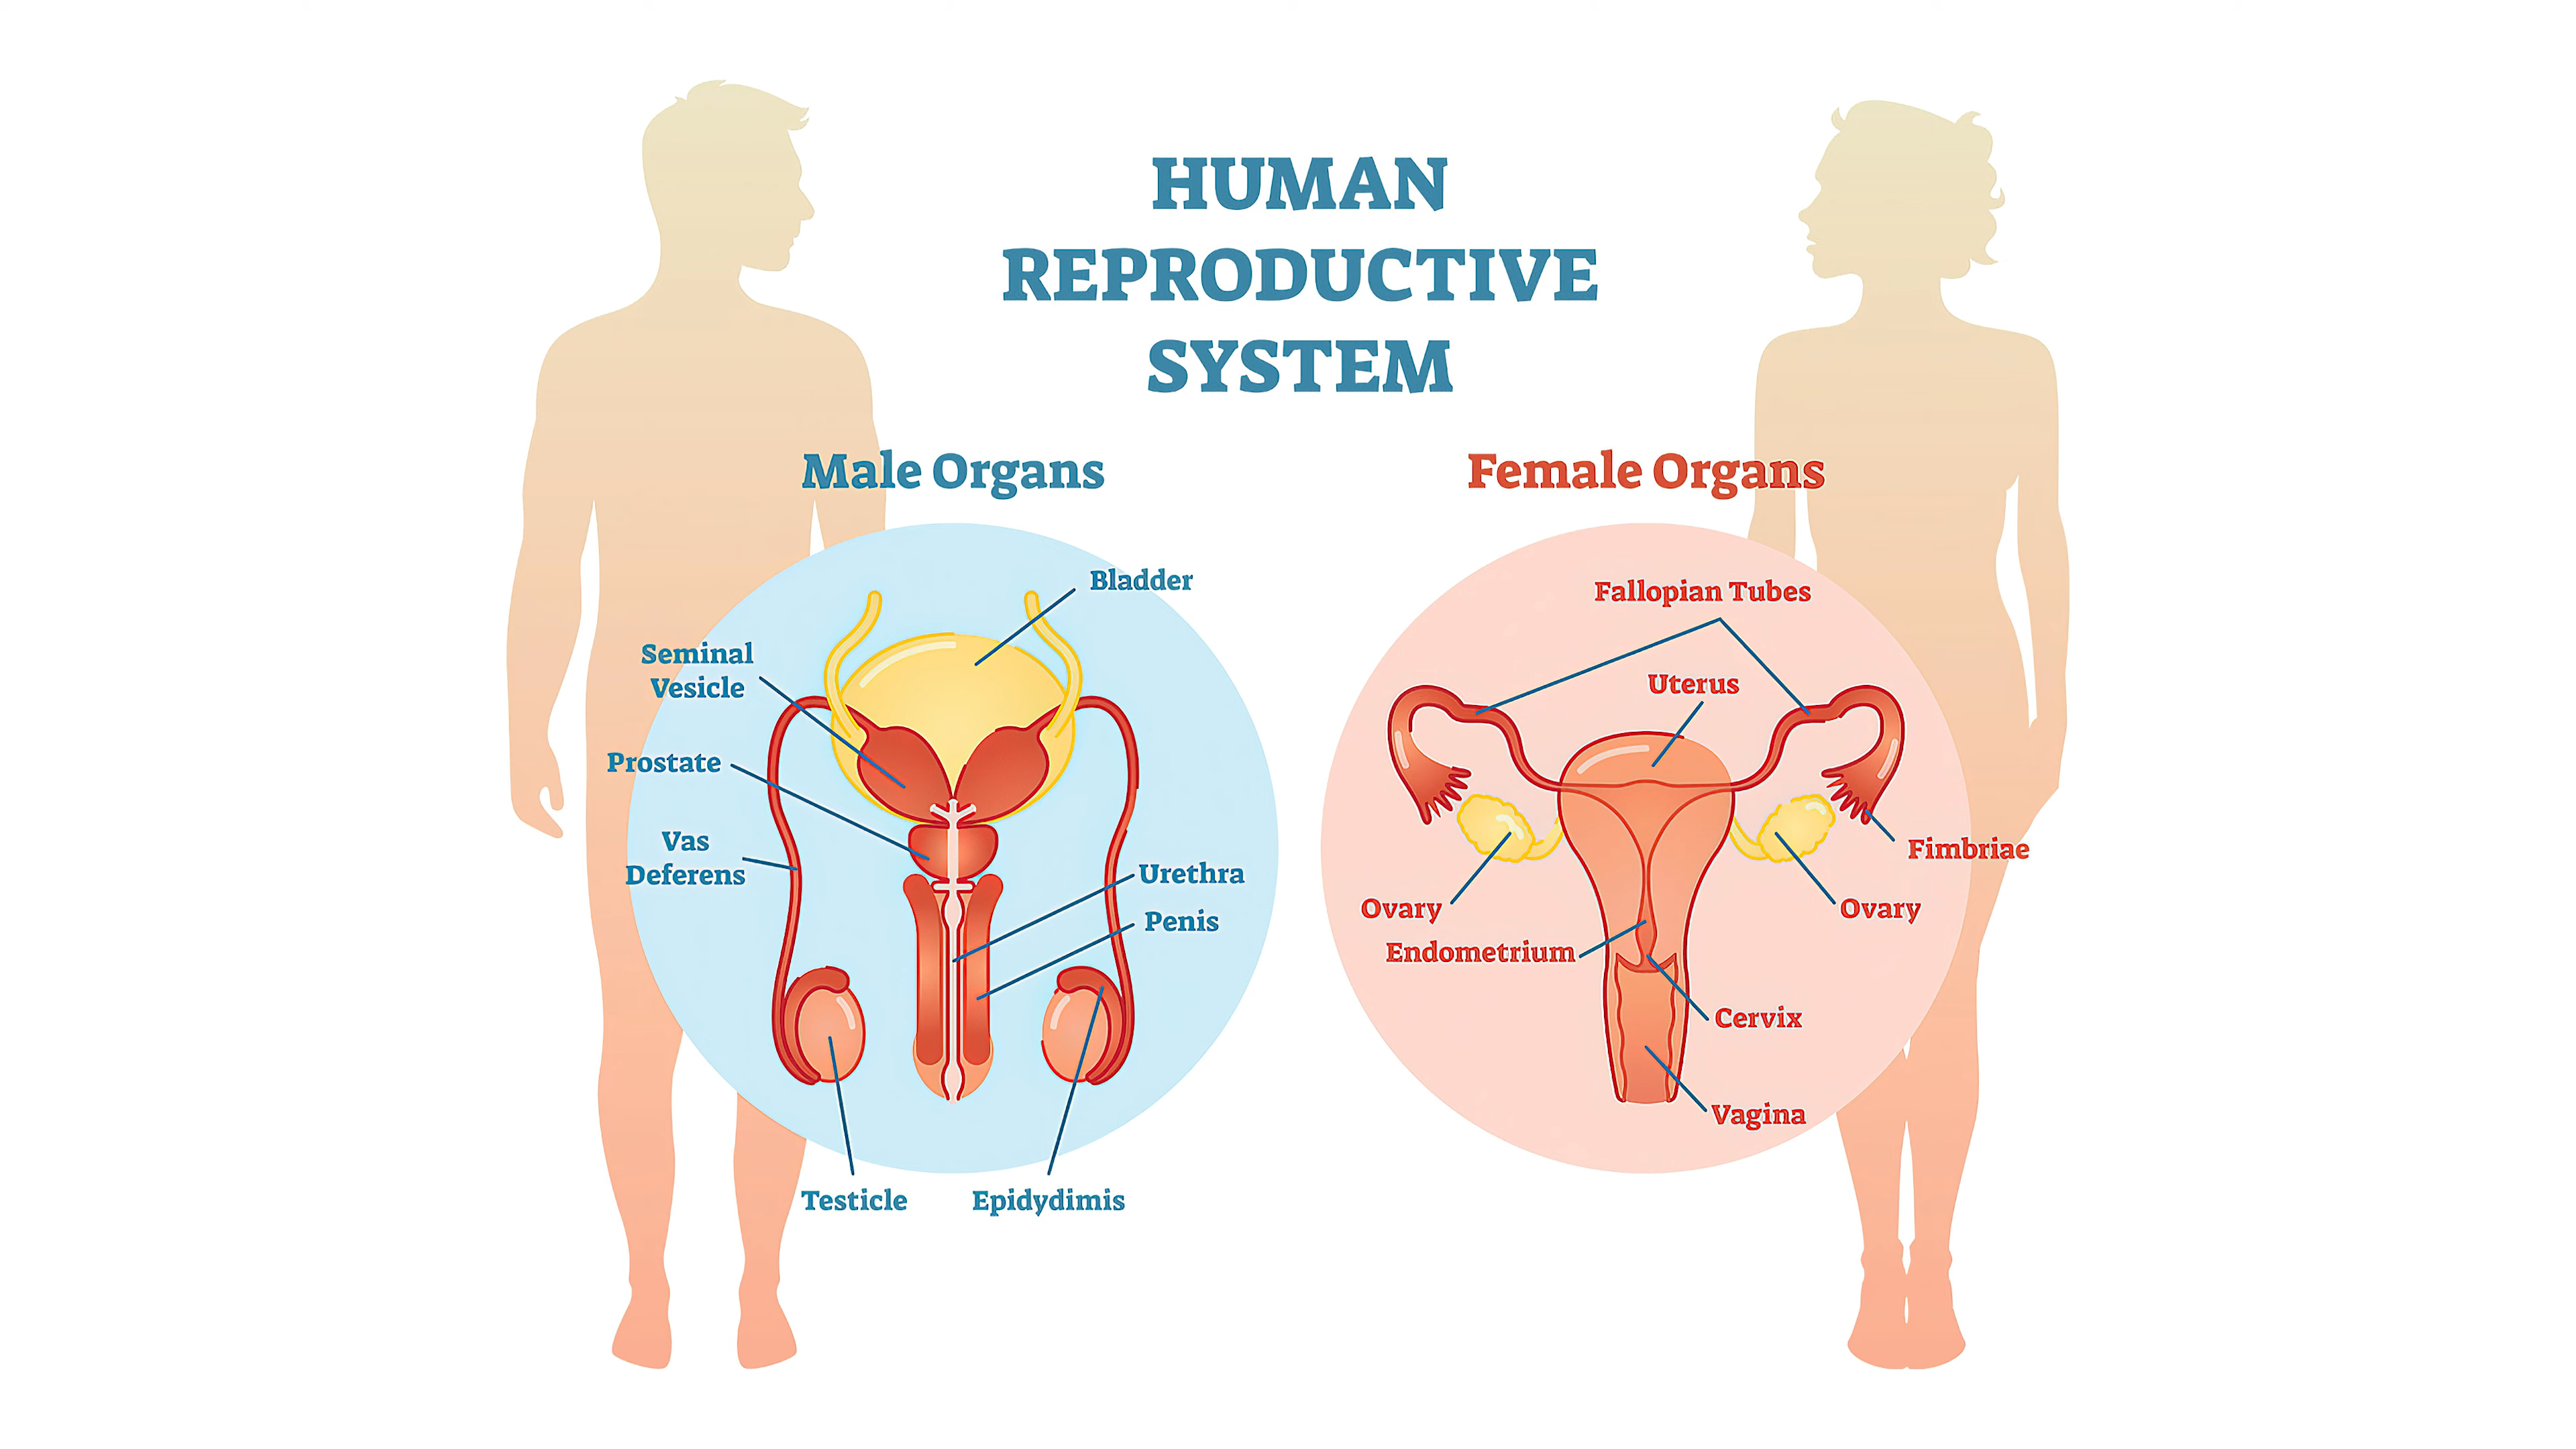 HUMAN
REPRODUCTIVE
SYSTEM
Male Organs
Bladder
Seminal
Vesicle
Prostate
Vas
Deferens
Urethra
Penis
Testicle
Epidydimis
Female Organs
Fallopian Tubes
Uterus
Fimbriae
Ovary
Ovary
Endometrium
Cervix
Vagina